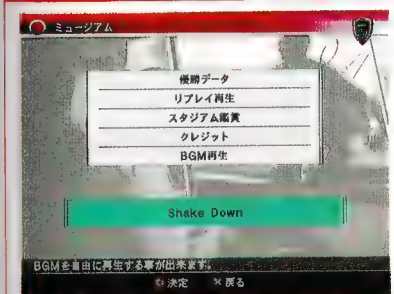 ミュージアム
優勝データ
リプレイ再生
スタジアム鑑賞
クレジット
BGM再生
Shake Down
BGMを自由に再生する事が出来ます。
決定 ×戻る